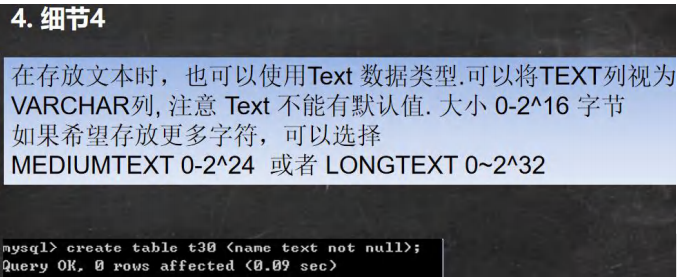 4. 细节4
在存放文本时，也可以使用Text 数据类型.可以将TEXT列视为
VARCHAR列, 注意 Text 不能有默认值. 大小 0-2^16 字节
如果希望存放更多字符，可以选择
MEDIUMTEXT 0-2^24 或者 LONGTEXT 0~2^32
mysql> create table t30 (name text not null);
Query OK, 0 rows affected (0.09 sec)